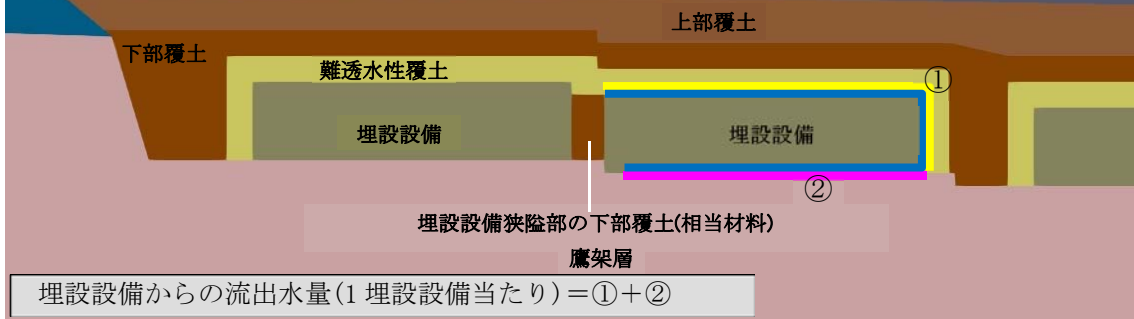 上部覆土
下部覆土
難透水性覆土
①
埋設設備
埋設設備
②
埋設設備狭隘部の下部覆土(相当材料)
鷹架層
埋設設備からの流出水量(1埋設設備当たり)＝①＋②